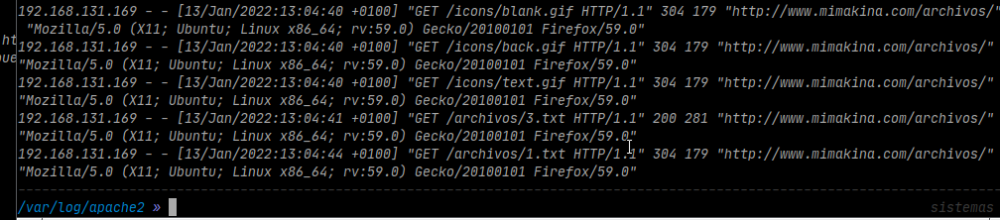 192.168.131.169 - - [13/Jan/2022:13:04:40 +0100] "GET /icons/blank.gif HTTP/1.1" 304 179 "http://www.mimakina.com/archivos/"
"Mozilla/5.0 (X11; Ubuntu; Linux x86_64; rv:59.0) Gecko/20100101 Firefox/59.0"
192.168.131.169 - - [13/Jan/2022:13:04:40 +0100] "GET /icons/back.gif HTTP/1.1" 304 179 "http://www.mimakina.com/archivos/"
"Mozilla/5.0 (X11; Ubuntu; Linux x86_64; rv:59.0) Gecko/20100101 Firefox/59.0"
192.168.131.169 - - [13/Jan/2022:13:04:40 +0100] "GET /icons/text.gif HTTP/1.1" 304 179 "http://www.mimakina.com/archivos/"
"Mozilla/5.0 (X11; Ubuntu; Linux x86_64; rv:59.0) Gecko/20100101 Firefox/59.0"
192.168.131.169 - - [13/Jan/2022:13:04:41 +0100] "GET /archivos/3.txt HTTP/1.1" 200 281 "http://www.mimakina.com/archivos/"
"Mozilla/5.0 (X11; Ubuntu; Linux x86_64; rv:59.0) Gecko/20100101 Firefox/59.0"
192.168.131.169 - - [13/Jan/2022:13:04:44 +0100] "GET /archivos/1.txt HTTP/1.1" 304 179 "http://www.mimakina.com/archivos/"
"Mozilla/5.0 (X11; Ubuntu; Linux x86_64; rv:59.0) Gecko/20100101 Firefox/59.0"
/var/log/apache2 » sistemas